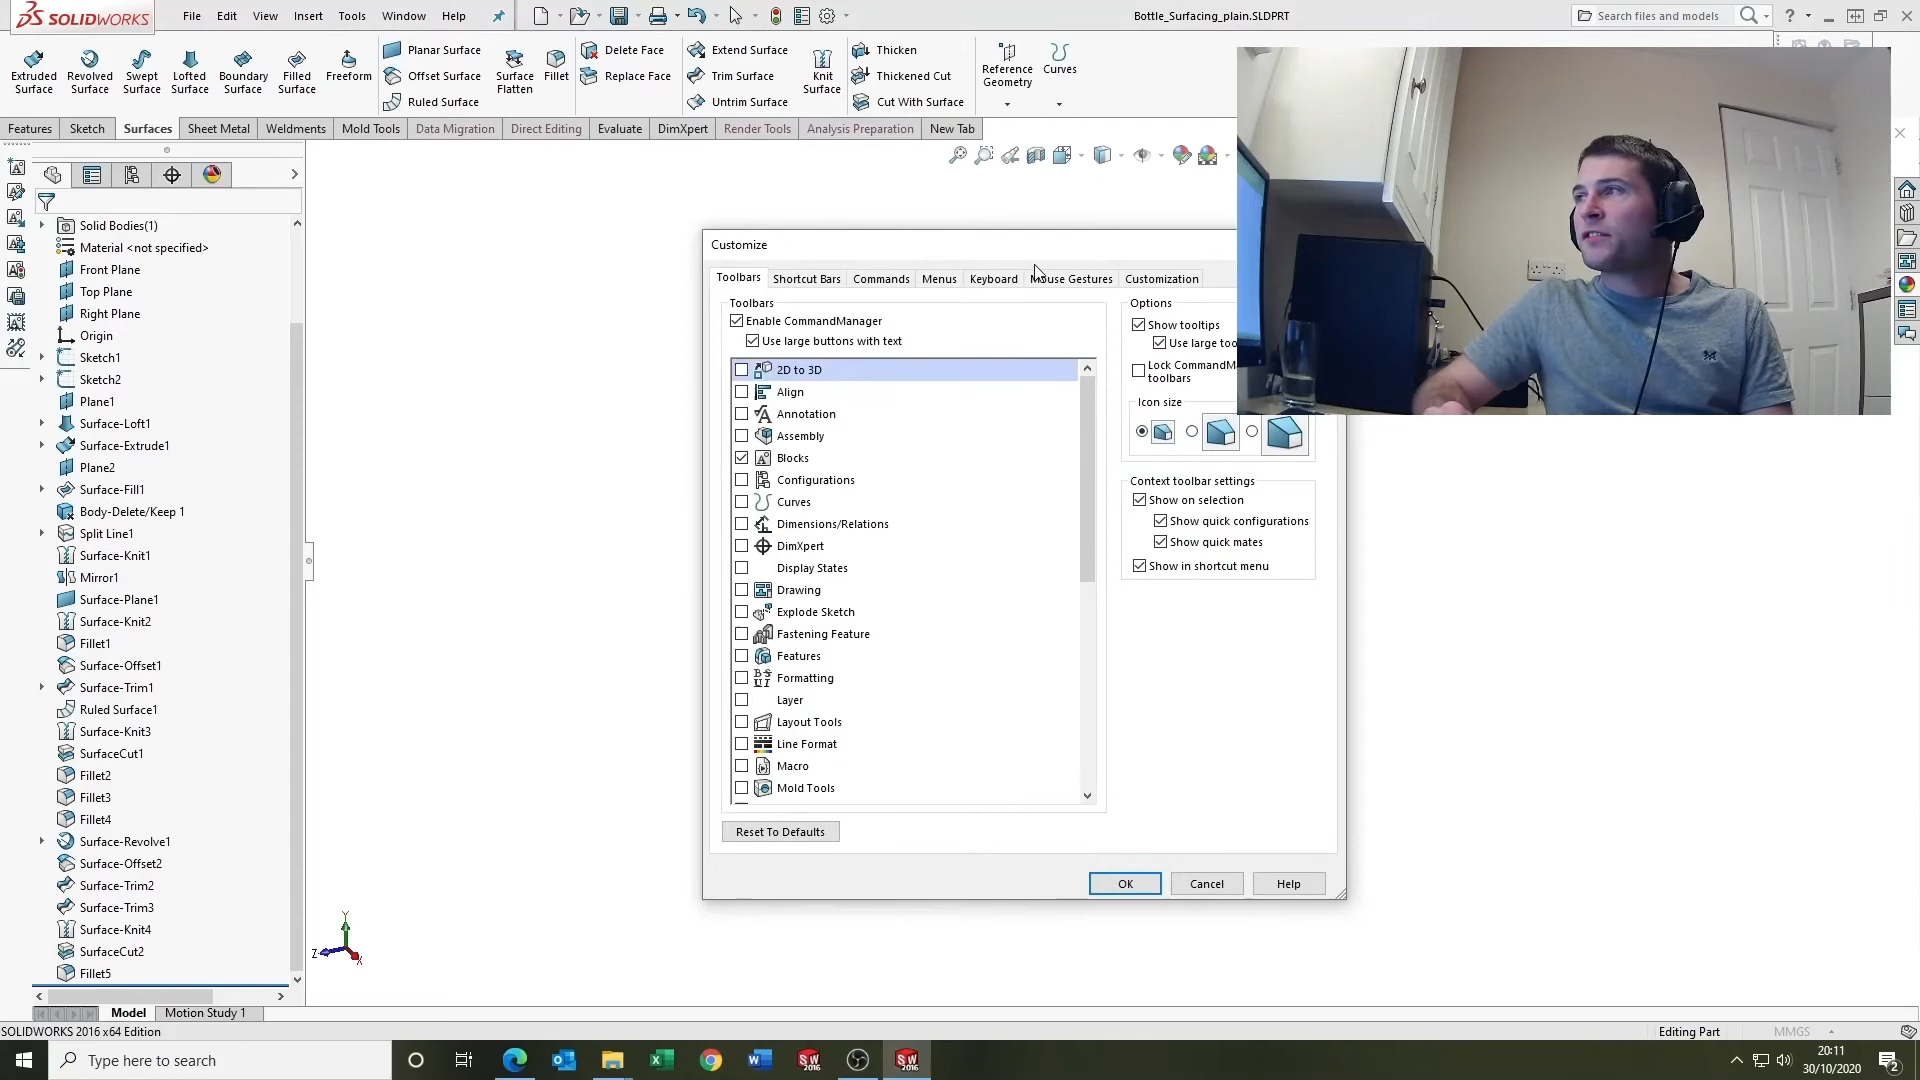 SOLIDWORKS
File Edit View Insert Tools Window Help
Bottle_Surfacing_plain.SLDPRT
Search files and models
Extruded Surface
Revolved Surface
Swept Surface
Lofted Surface
Boundary Surface
Filled Surface
Freeform
Planar Surface
Offset Surface
Ruled Surface
Surface Flatten
Fillet
Delete Face
Replace Face
Extend Surface
Trim Surface
Untrim Surface
Knit Surface
Thicken
Thickened Cut
Cut With Surface
Reference Geometry
Curves
Features Sketch Surfaces Sheet Metal Weldments Mold Tools Data Migration Direct Editing Evaluate DimXpert Render Tools Analysis Preparation New Tab
Solid Bodies(1)
Material <not specified>
Front Plane
Top Plane
Right Plane
Origin
Sketch1
Sketch2
Plane1
Surface-Loft1
Surface-Extrude1
Plane2
Surface-Fill1
Body-Delete/Keep 1
Split Line1
Surface-Knit1
Mirror1
Surface-Plane1
Surface-Knit2
Fillet1
Surface-Offset1
Surface-Trim1
Ruled Surface1
Surface-Knit3
SurfaceCut1
Fillet2
Fillet3
Fillet4
Surface-Revolve1
Surface-Offset2
Surface-Trim2
Surface-Trim3
Surface-Knit4
SurfaceCut2
Fillet5
Y
Z
X
Customize
Toolbars Shortcut Bars Commands Menus Keyboard Mouse Gestures Customization
Toolbars
Enable CommandManager
Use large buttons with text
2D to 3D
Align
Annotation
Assembly
Blocks
Configurations
Curves
Dimensions/Relations
DimXpert
Display States
Drawing
Explode Sketch
Fastening Feature
Features
Formatting
Layer
Layout Tools
Line Format
Macro
Mold Tools
Reset To Defaults
Options
Show tooltips
Use large too
Lock CommandM
toolbars
Icon size
Context toolbar settings
Show on selection
Show quick configurations
Show quick mates
Show in shortcut menu
OK Cancel Help
Model Motion Study 1
SOLIDWORKS 2016 x64 Edition
Editing Part
MMGS
Type here to search
20:11
30/10/2020
2